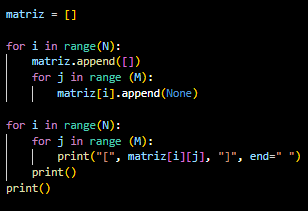 matriz = []
for i in range(N):
    matriz.append([])
    for j in range (M):
        matriz[i].append(None)
for i in range(N):
    for j in range (M):
        print("[", matriz[i][j], "]", end=" ")
    print()
print()